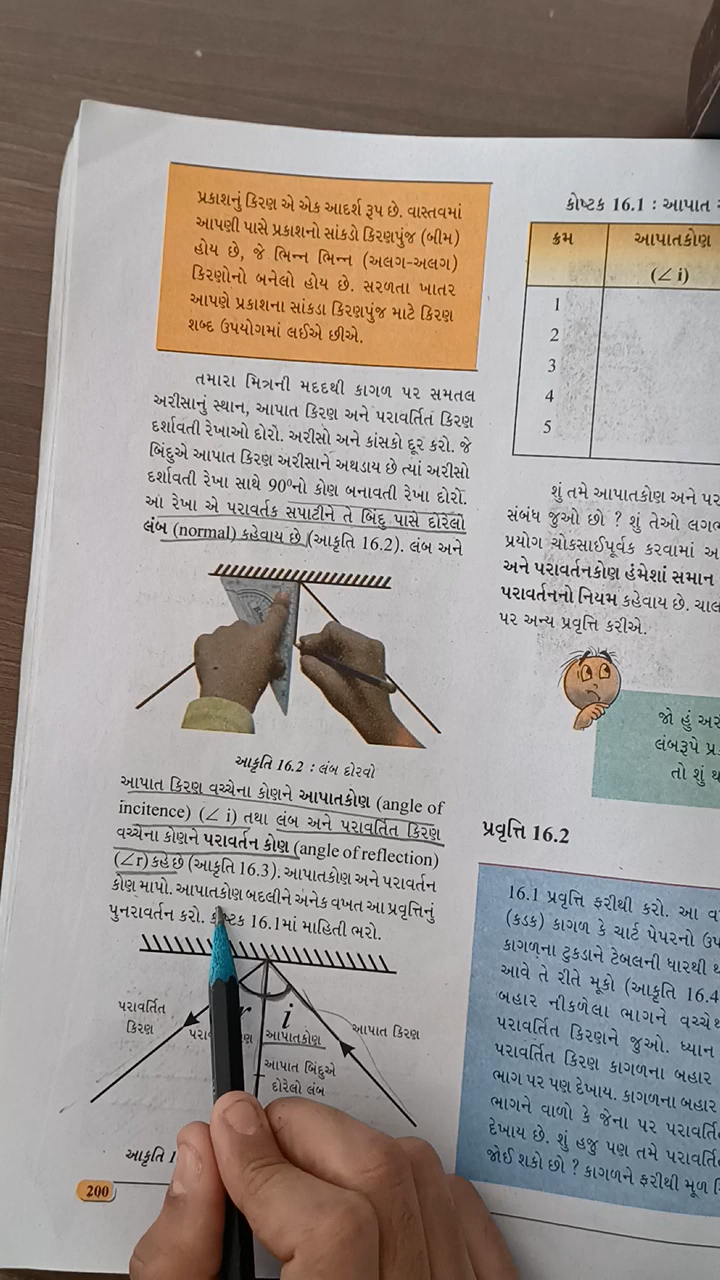 પ્રકાશનું કિરણ એ એક આદર્શ રૂપ છે. વાસ્તવમાં
આપણી પાસે પ્રકાશનો સાંકડો કિરણપુંજ (બીમ)
હોય છે, જે ભિન્ન ભિન્ન (અલગ-અલગ)
કિરણોનો બનેલો હોય છે. સરળતા ખાતર
આપણે પ્રકાશના સાંકડા કિરણપુંજ માટે કિરણ
શબ્દ ઉપયોગમાં લઈએ છીએ.
તમારા મિત્રની મદદથી કાગળ પર સમતલ
અરીસાનું સ્થાન, આપાત કિરણ અને પરાવર્તિત કિરણ
દર્શાવતી રેખાઓ દોરો. અરીસો અને કાંસકો દૂર કરો. જે
બિંદુએ આપાત કિરણ અરીસાને અથડાય છે ત્યાં અરીસો
દર્શાવતી રેખા સાથે 90°નો કોણ બનાવતી રેખા દોરો.
આ રેખા એ પરાવર્તક સપાટીને તે બિંદુ પાસે દોરેલો
લંબ (normal) કહેવાય છે (આકૃતિ 16.2). લંબ અને
આકૃતિ 16.2 : લંબ દોરવો
આપાત કિરણ વચ્ચેના કોણને આપાતકોણ (angle of
incitence) (∠ i) તથા લંબ અને પરાવર્તિત કિરણ
વચ્ચેના કોણને પરાવર્તન કોણ (angle of reflection)
(∠r) કહે છે (આકૃતિ 16.3). આપાતકોણ અને પરાવર્તન
કોણ માપો. આપાતકોણ બદલીને અનેક વખત આ પ્રવૃત્તિનું
પુનરાવર્તન કરો. 16.1માં માહિતી ભરો.
પરાવર્તિત
કિરણ
r i
આપાતકોણ
આપાત કિરણ
આપાત બિંદુએ
દોરેલો લંબ
આકૃતિ
200
કોષ્ટક 16.1 : આપાત
ક્રમ આપાતકોણ
(∠ i)
1
2
3
4
5
શું તમે આપાતકોણ અને
સંબંધ જુઓ છો ? શું તેઓ
પ્રયોગ ચોકસાઈપૂર્વક કરવામાં
અને પરાવર્તનકોણ હંમેશાં સમાન
પરાવર્તનનો નિયમ કહેવાય છે.
પર અન્ય પ્રવૃત્તિ કરીએ.
જો હું
લંબરૂપે
તો શું
પ્રવૃત્તિ 16.2
16.1 પ્રવૃત્તિ ફરીથી કરો. આ
(કડક) કાગળ કે ચાર્ટ પેપરનો
કાગળના ટુકડાને ટેબલની ધારથી
આવે તે રીતે મૂકો (આકૃતિ 16.4
બહાર નીકળેલા ભાગને
પરાવર્તિત કિરણને જુઓ. ધ્યાન
પરાવર્તિત કિરણ કાગળના બહાર
ભાગ પર પણ દેખાય. કાગળના બહાર
ભાગને વાળો કે જેના પર
દેખાય છે. શું હજુ પણ તમે
જોઈ શકો છો ? કાગળને ફરીથી મૂળ